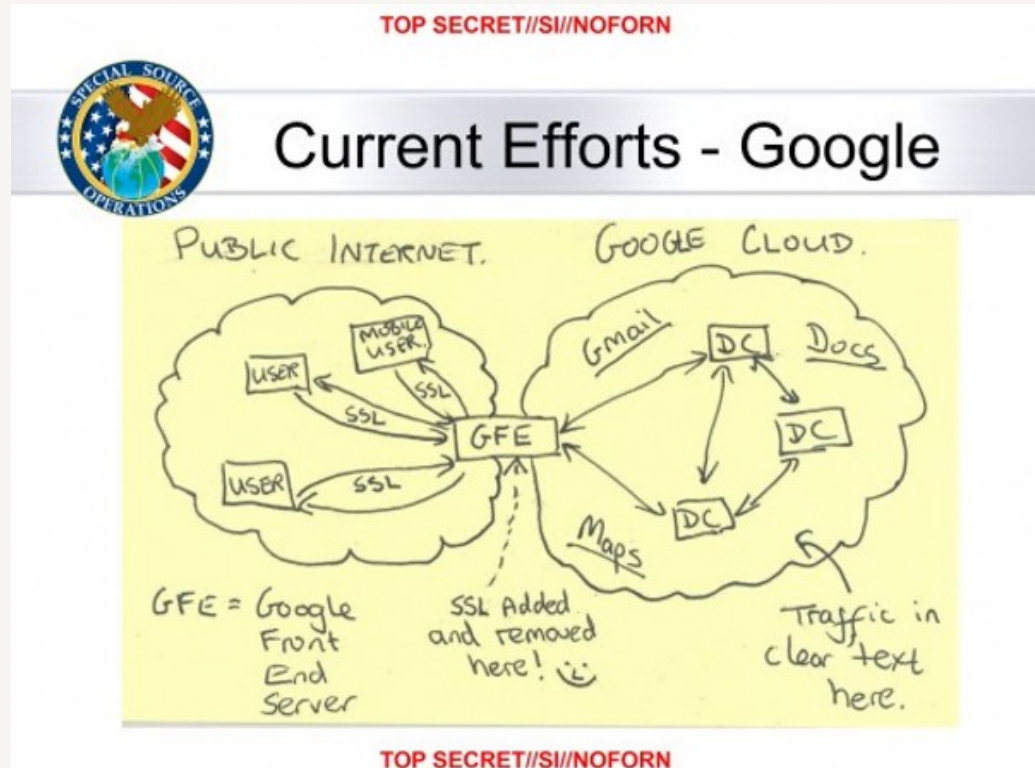 TOP SECRET//SI//NOFORN
SPECIAL SOURCE
OPERATIONS
Current Efforts - Google
PUBLIC INTERNET.
GOOGLE CLOUD.
MOBILE
USER.
USER
SSL
SSL
USER
SSL
GFE
Gmail
DC
Docs
DC
DC
Maps
GFE = Google
Front
End
Server
SSL Added
and removed
here!
Traffic in
clear text
here.
TOP SECRET//SI//NOFORN